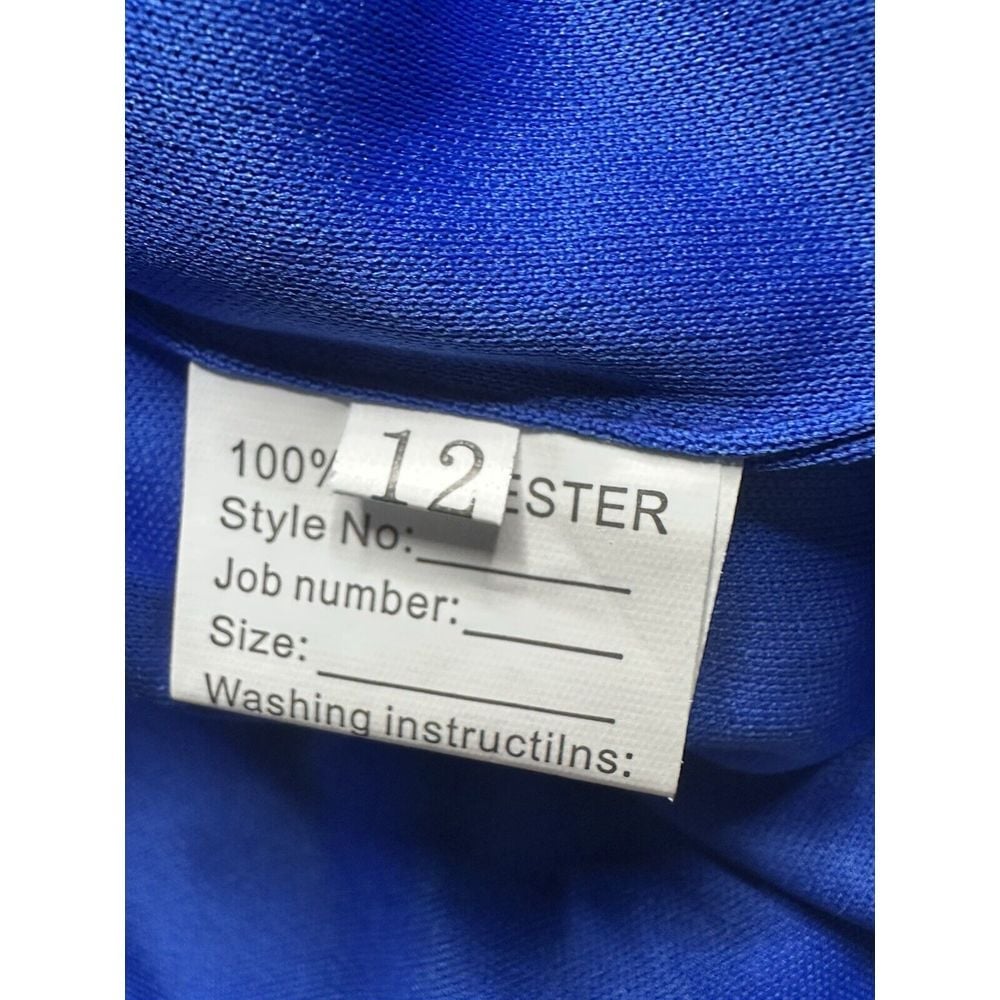 12
100% ESTER
Style No:
Job number:
Size:
Washing instructilns: